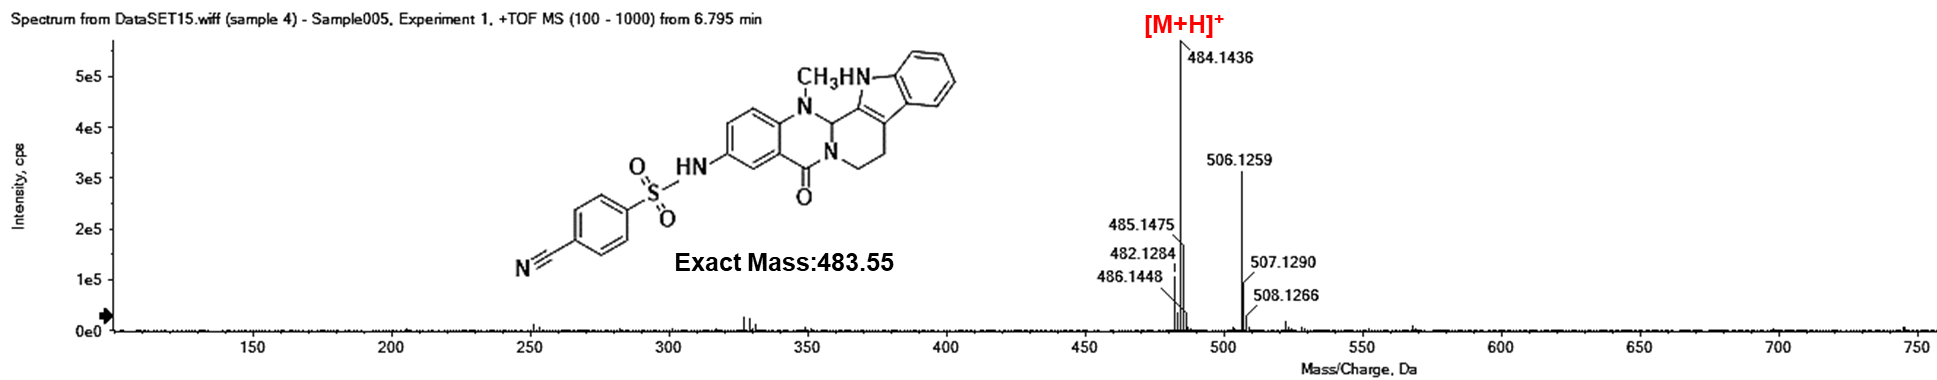 Spectrum from DataSET15.wiff (sample 4) - Sample005, Experiment 1, +TOF MS (100 - 1000) from 6.795 min
[M+H]+
484.1436
5e5
4e5
3e5
2e5
1e5
0e0
Intensity, cps
CH3
HN
N
N
O
HN
O
S
O
N
Exact Mass:483.55
506.1259
485.1475
482.1284
486.1448
507.1290
508.1266
150 200 250 300 350 400 450 500 550 600 650 700 750
Mass/Charge, Da